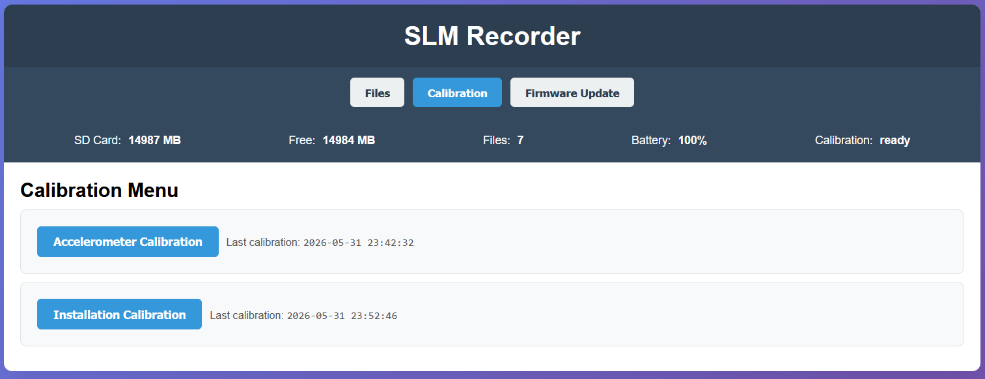 SLM Recorder
Files Calibration Firmware Update
SD Card: 14987 MB Free: 14984 MB Files: 7 Battery: 100% Calibration: ready
Calibration Menu
Accelerometer Calibration Last calibration: 2026-05-31 23:42:32
Installation Calibration Last calibration: 2026-05-31 23:52:46